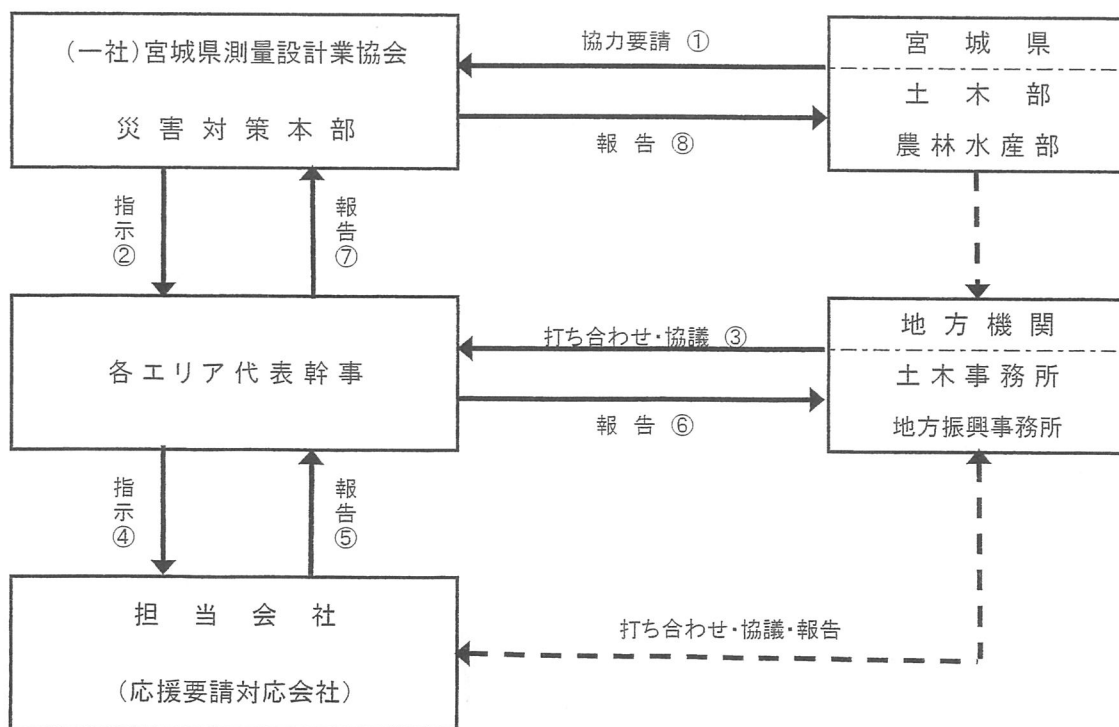 (一社)宮城県測量設計業協会
災害対策本部
協力要請 ①
報告 ⑧
宮城県
土木部
農林水産部
指示②
報告⑦
各エリア代表幹事
打ち合わせ・協議 ③
報告 ⑥
地方機関
土木事務所
地方振興事務所
指示④
報告⑤
担当会社
(応援要請対応会社)
打ち合わせ・協議・報告